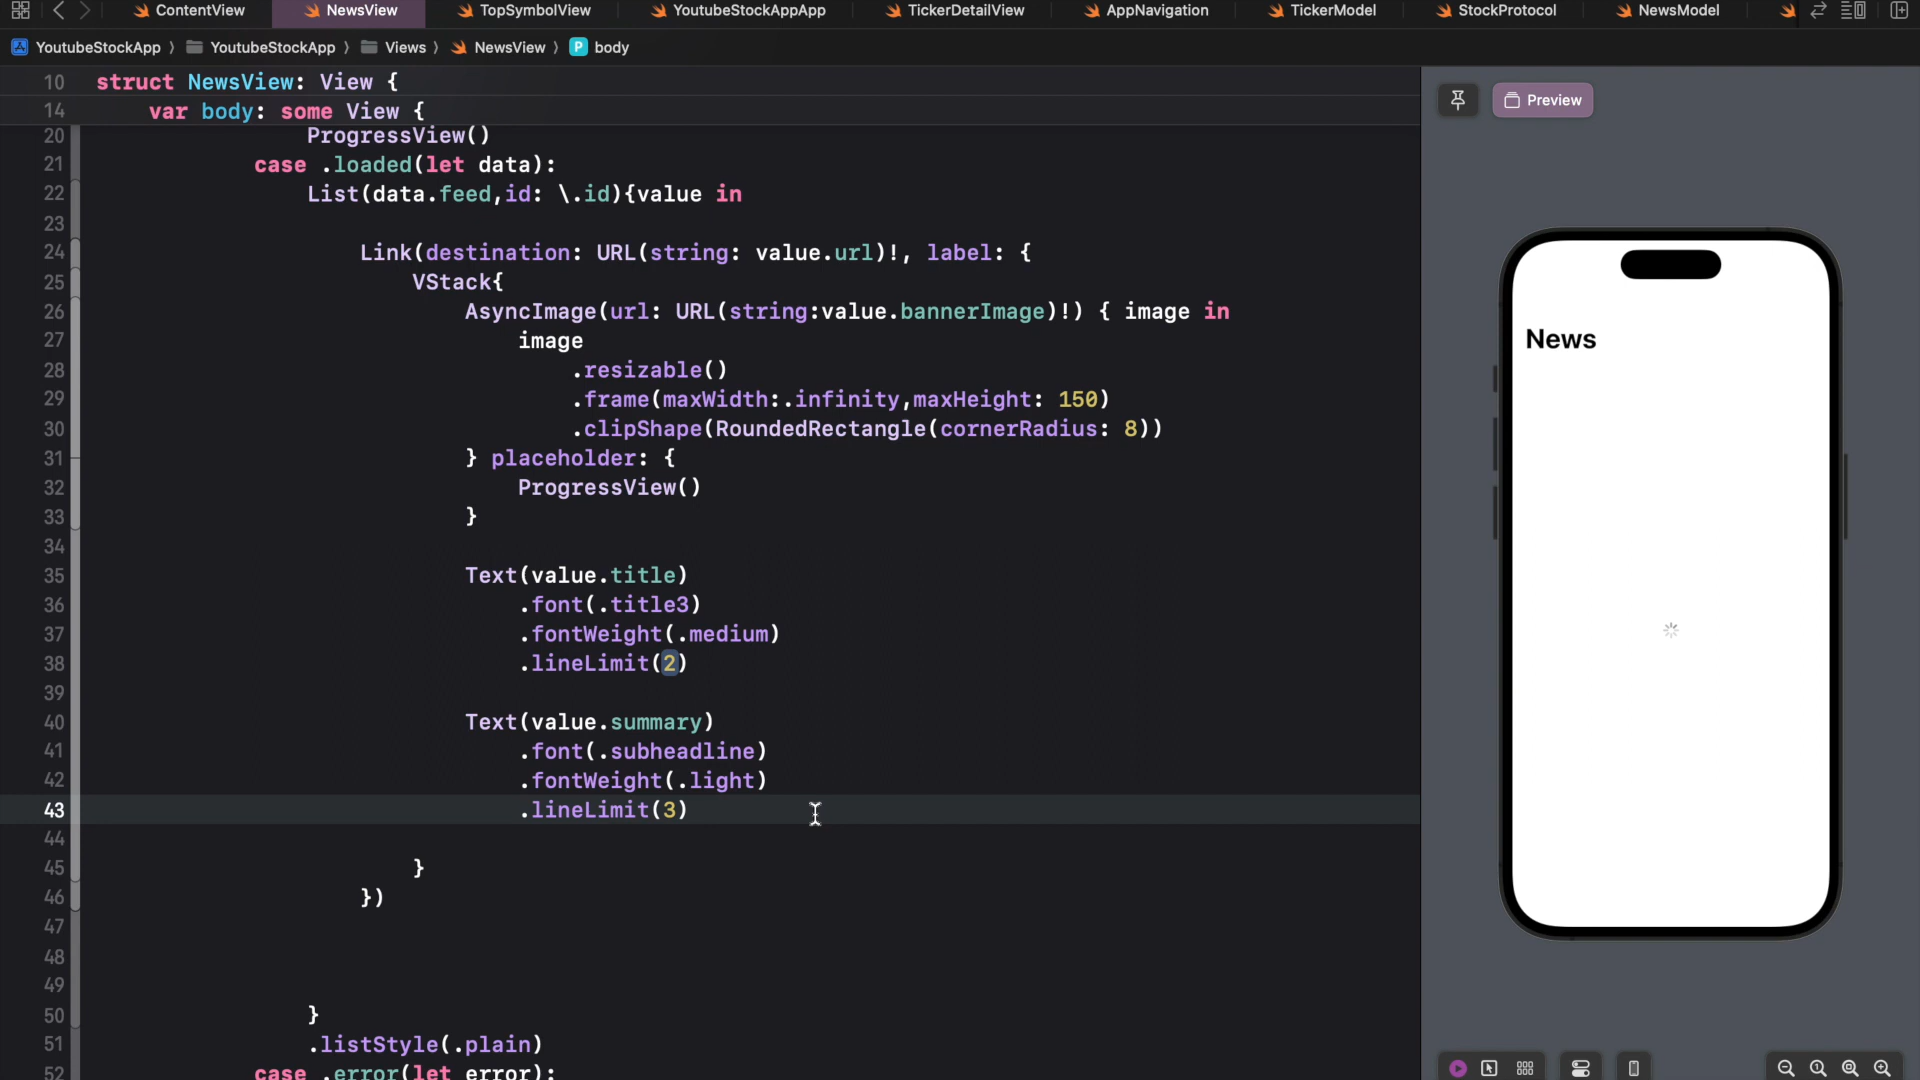 ContentView NewsView TopSymbolView YoutubeStockAppApp TickerDetailView AppNavigation TickerModel StockProtocol NewsModel
YoutubeStockApp YoutubeStockApp Views NewsView P body
10 struct NewsView: View {
14 var body: some View {
20 ProgressView()
21 case .loaded(let data):
22 List(data.feed,id: \.id){value in
23
24 Link(destination: URL(string: value.url)!, label: {
25 VStack{
26 AsyncImage(url: URL(string:value.bannerImage)!) { image in
27 image
28 .resizable()
29 .frame(maxWidth:.infinity,maxHeight: 150)
30 .clipShape(RoundedRectangle(cornerRadius: 8))
31 } placeholder: {
32 ProgressView()
33 }
34
35 Text(value.title)
36 .font(.title3)
37 .fontWeight(.medium)
38 .lineLimit(2)
39
40 Text(value.summary)
41 .font(.subheadline)
42 .fontWeight(.light)
43 .lineLimit(3)
44
45 }
46 })
47
48
49
50 }
51 .listStyle(.plain)
52 case .error(let error):
Preview
News